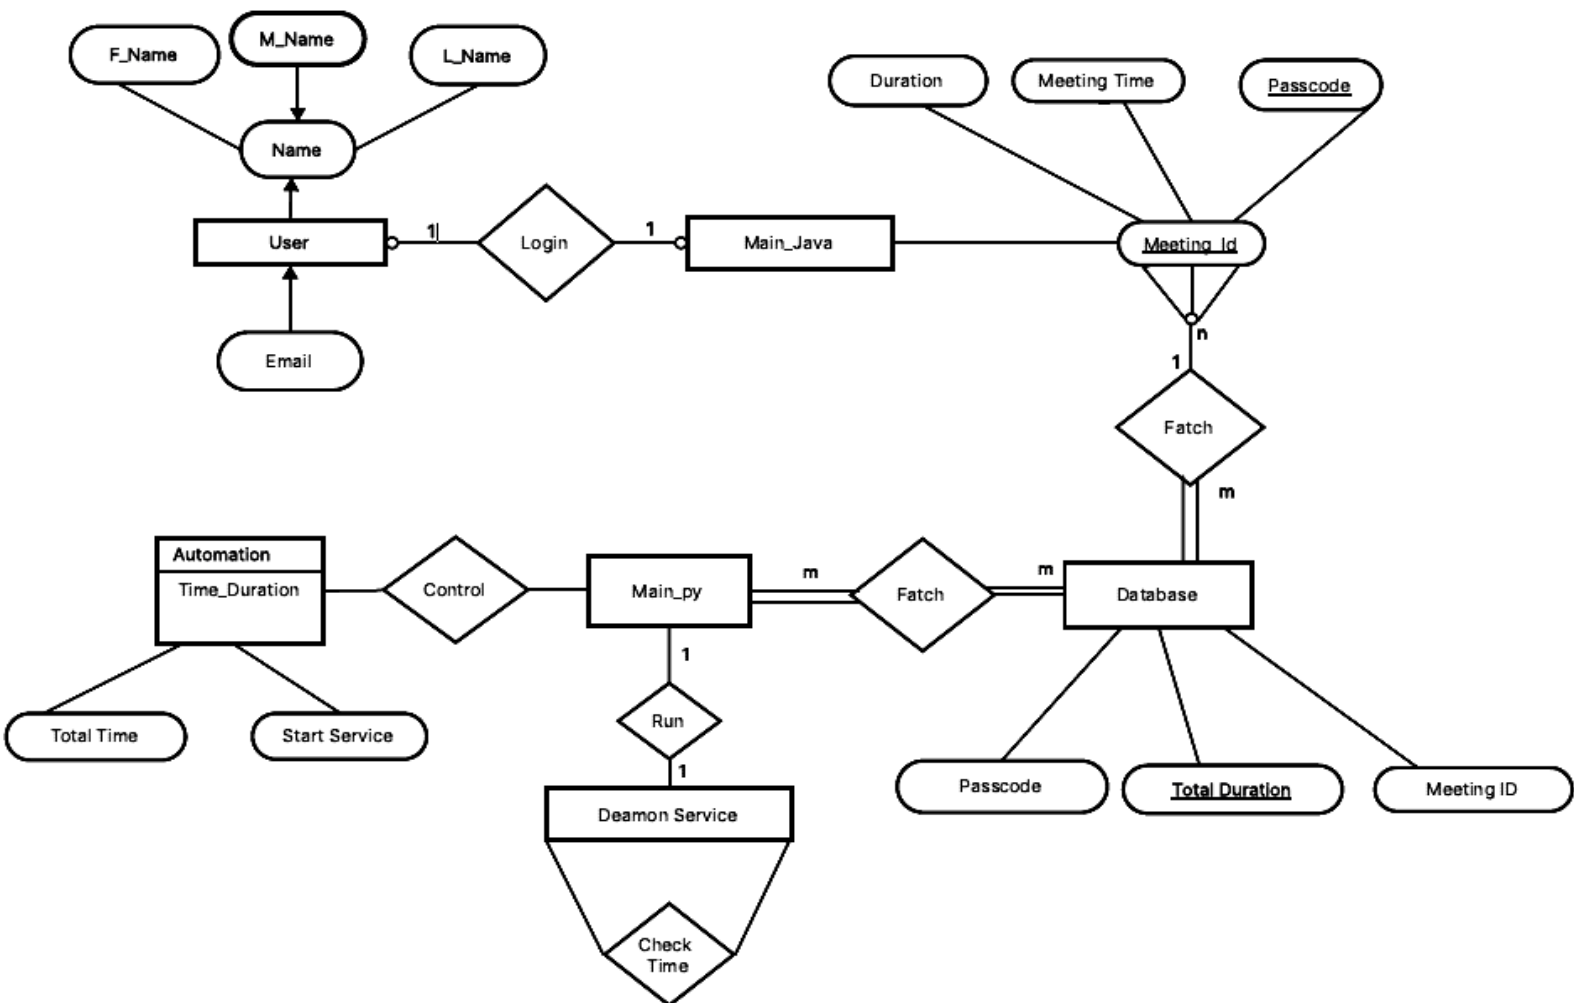 F_Name
M_Name
L_Name
Name
User
Email
1
Login
1
Main_Java
Duration
Meeting Time
Passcode
Meeting_Id
n
1
Fatch
m
Automation
Time_Duration
Total Time
Start Service
Control
Main_py
m
Fatch
m
Database
1
Run
1
Deamon Service
Check
Time
Passcode
Total Duration
Meeting ID